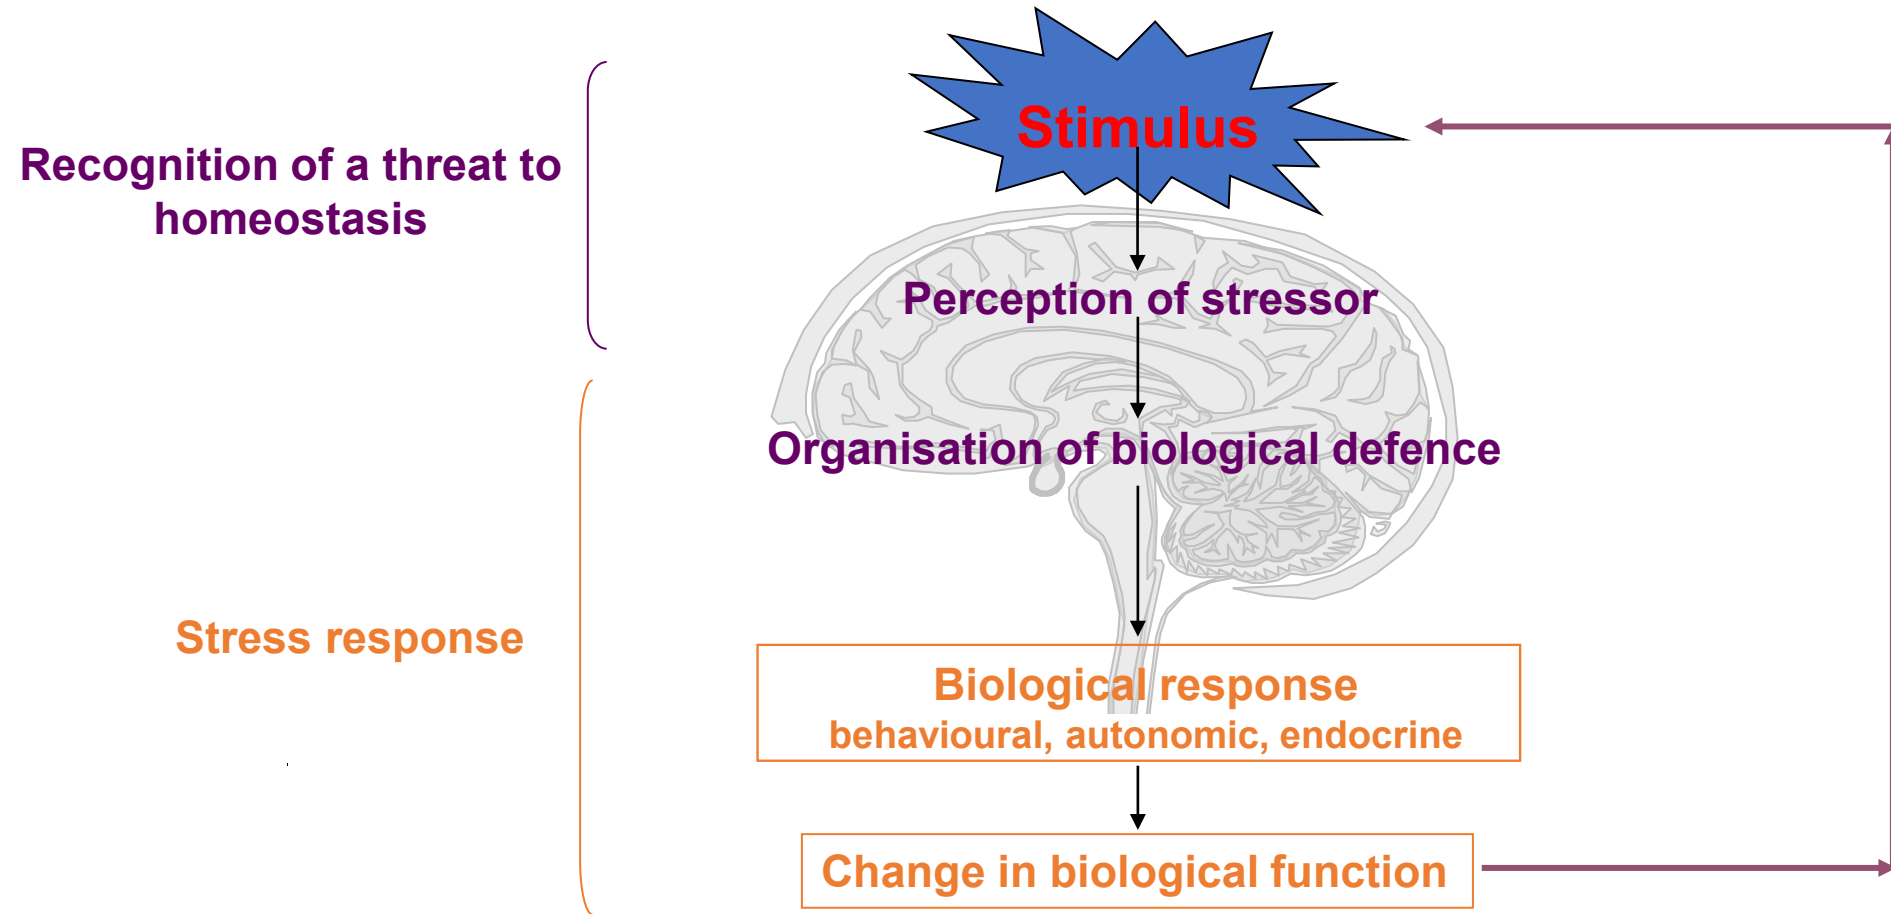 Stimulus
Recognition of a threat to
homeostasis
Perception of stressor
Organisation of biological defence
Stress response
Biological response
behavioural, autonomic, endocrine
Change in biological function